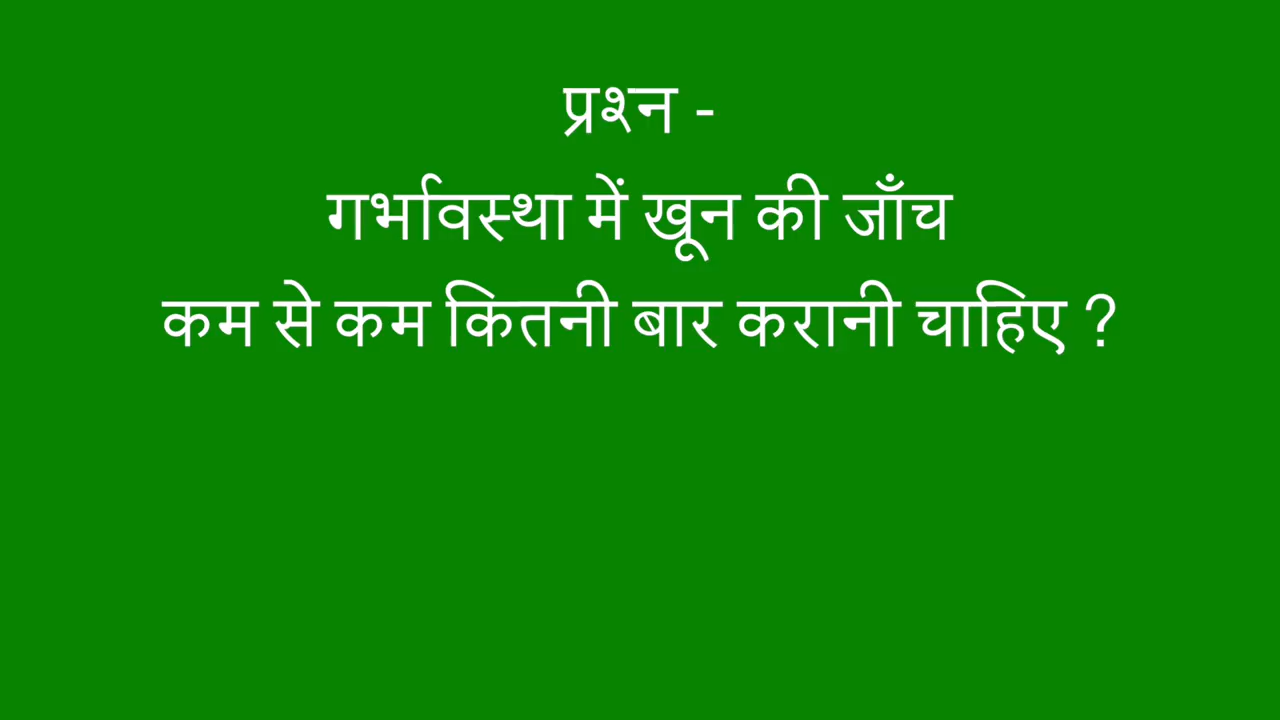 प्रश्न -
गर्भावस्था में खून की जाँच
कम से कम कितनी बार करानी चाहिए ?